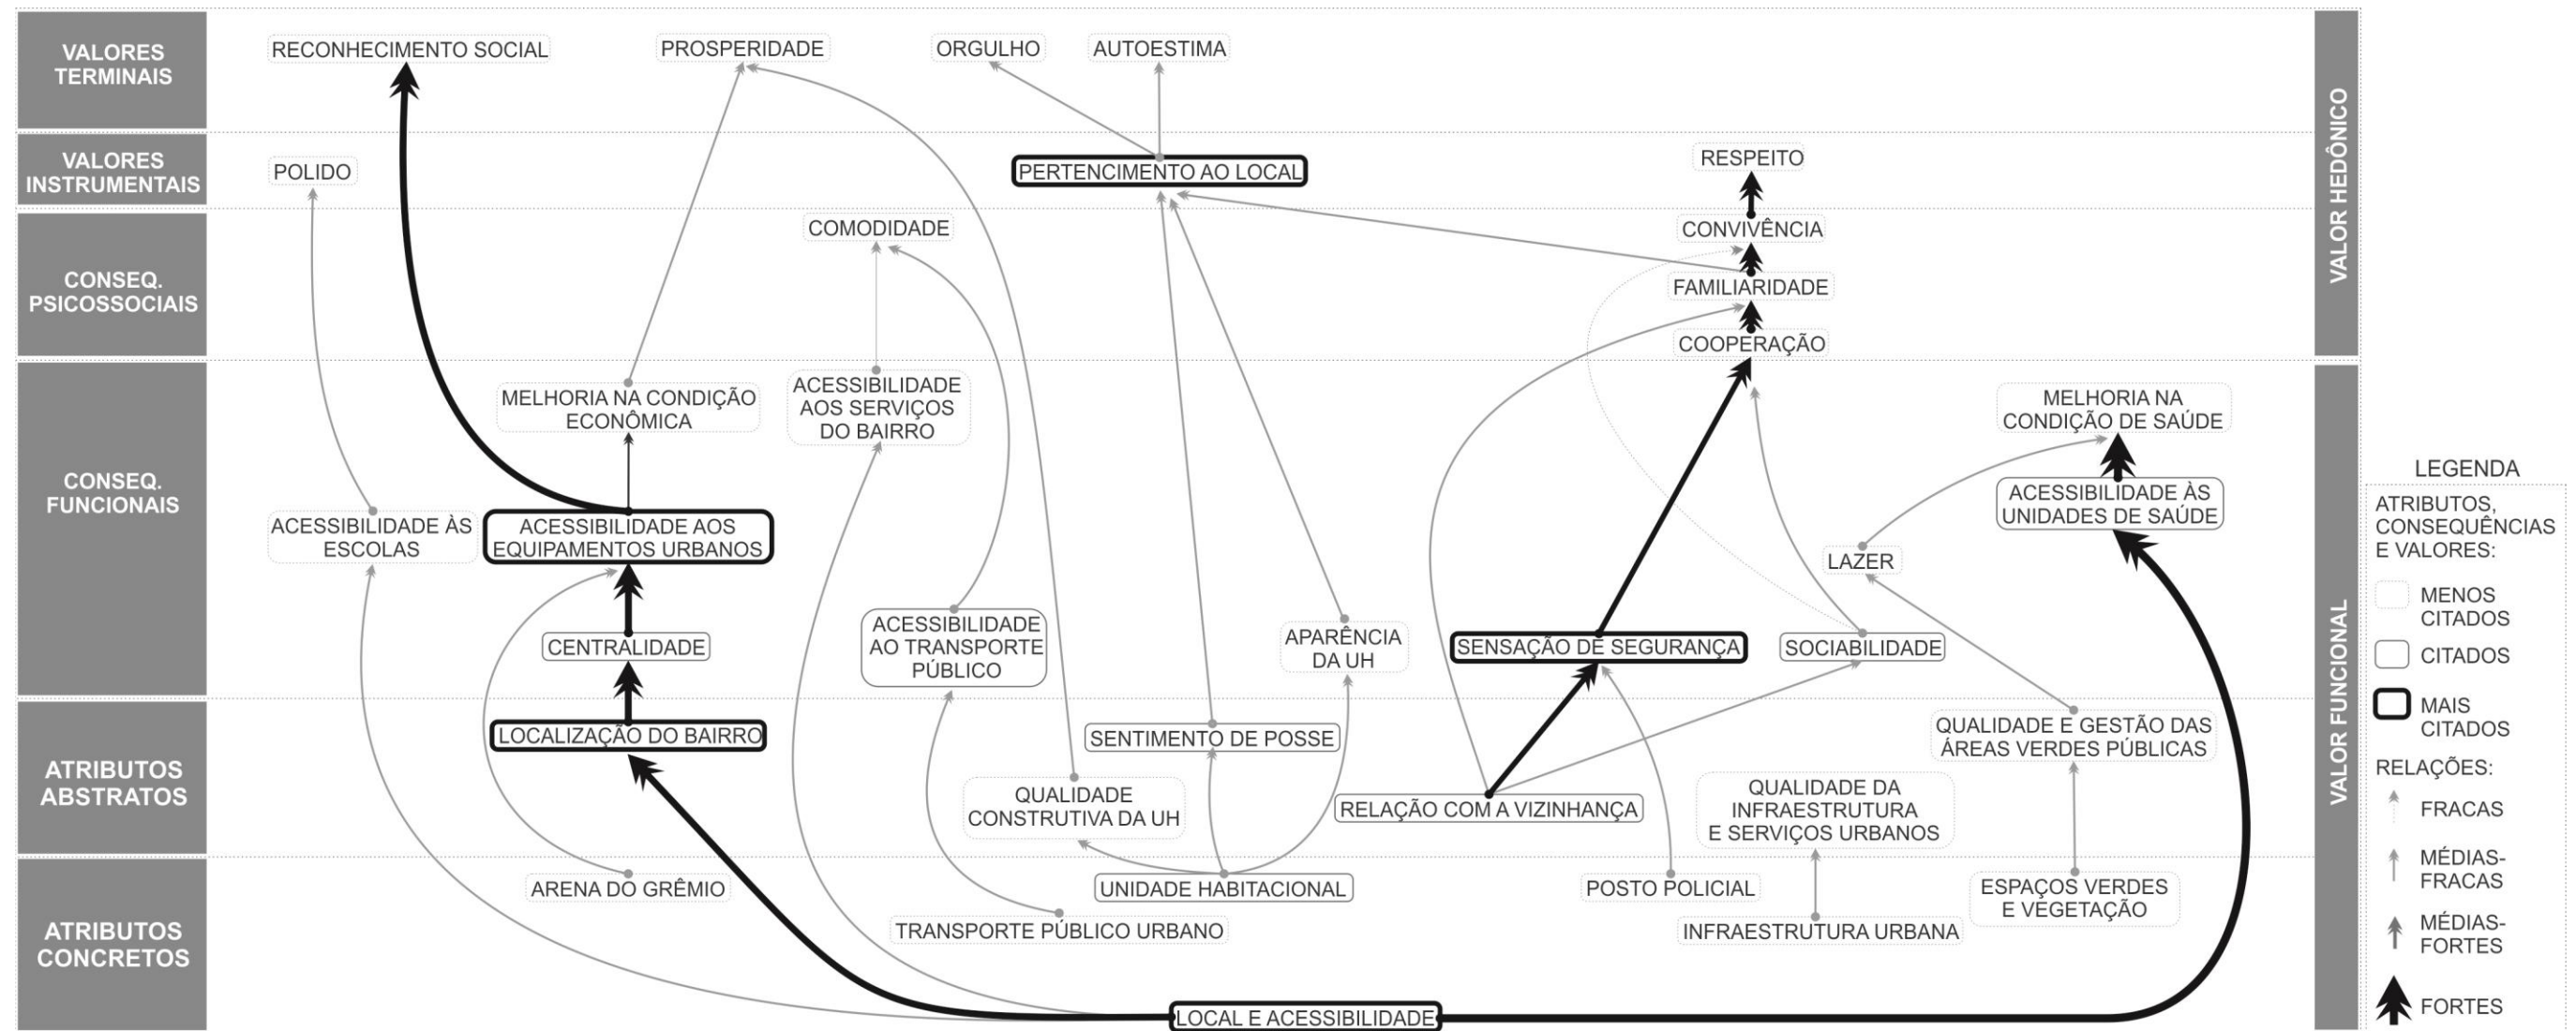 VALORES
TERMINAIS
RECONHECIMENTO SOCIAL
PROSPERIDADE
ORGULHO
AUTOESTIMA
VALORES
INSTRUMENTAIS
POLIDO
PERTENCIMENTO AO LOCAL
RESPEITO
VALOR HEDÔNICO
CONSEQ.
PSICOSSOCIAIS
COMODIDADE
CONVIVÊNCIA
FAMILIARIDADE
COOPERAÇÃO
CONSEQ.
FUNCIONAIS
MELHORIA NA CONDIÇÃO
ECONÔMICA
ACESSIBILIDADE
AOS SERVIÇOS
DO BAIRRO
MELHORIA NA
CONDIÇÃO DE SAÚDE
ACESSIBILIDADE ÀS
UNIDADES DE SAÚDE
ACESSIBILIDADE ÀS
ESCOLAS
ACESSIBILIDADE AOS
EQUIPAMENTOS URBANOS
LAZER
CENTRALIDADE
ACESSIBILIDADE
AO TRANSPORTE
PÚBLICO
APARÊNCIA
DA UH
SENSAÇÃO DE SEGURANÇA
SOCIABILIDADE
VALOR FUNCIONAL
ATRIBUTOS
ABSTRATOS
LOCALIZAÇÃO DO BAIRRO
SENTIMENTO DE POSSE
QUALIDADE E GESTÃO DAS
ÁREAS VERDES PÚBLICAS
QUALIDADE
CONSTRUTIVA DA UH
RELAÇÃO COM A VIZINHANÇA
QUALIDADE DA
INFRAESTRUTURA
E SERVIÇOS URBANOS
ATRIBUTOS
CONCRETOS
ARENA DO GRÊMIO
UNIDADE HABITACIONAL
POSTO POLICIAL
ESPAÇOS VERDES
E VEGETAÇÃO
TRANSPORTE PÚBLICO URBANO
INFRAESTRUTURA URBANA
LOCAL E ACESSIBILIDADE
LEGENDA
ATRIBUTOS,
CONSEQUÊNCIAS
E VALORES:
MENOS
CITADOS
CITADOS
MAIS
CITADOS
RELAÇÕES:
FRACAS
MÉDIAS-
FRACAS
MÉDIAS-
FORTES
FORTES